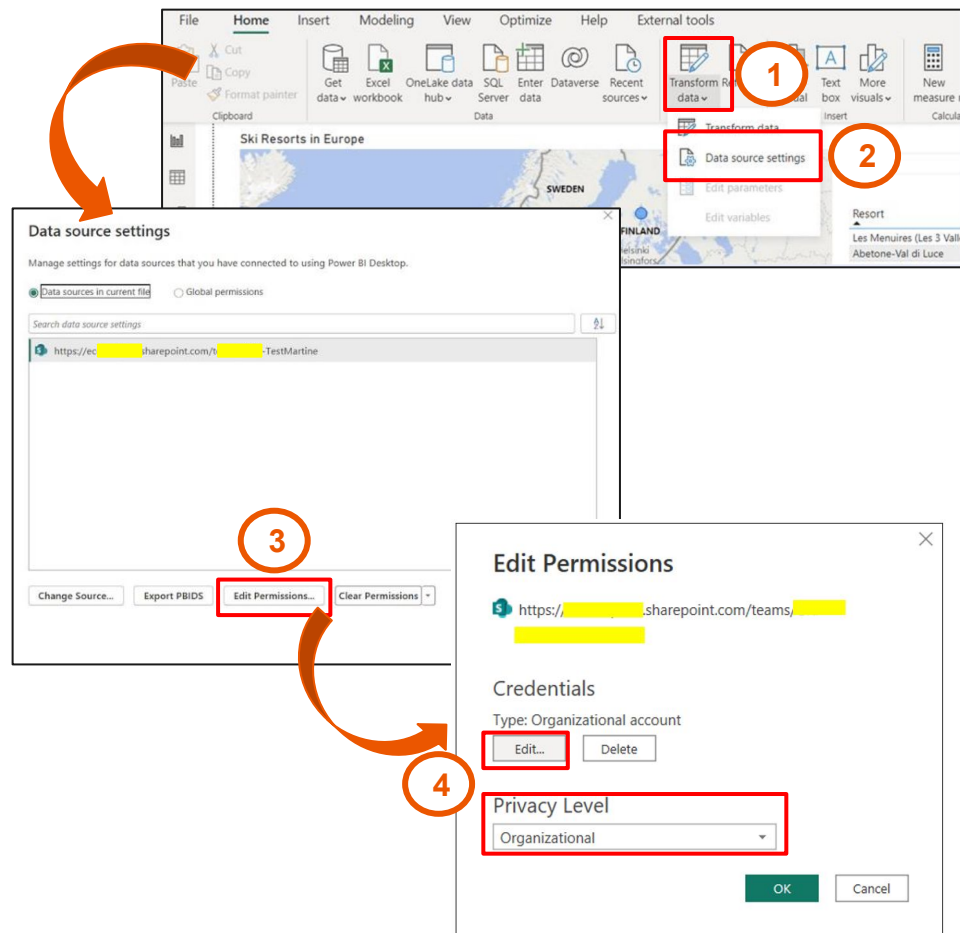 File Home Insert Modeling View Optimize Help External tools
Cut
Copy
Paste
Format painter
Get data
Excel workbook
OneLake data hub
SQL Server
Enter data
Dataverse
Recent sources
Transform data
Text box
More visuals
New measure
Clipboard
Data
Insert
1
Transform data
Data source settings
2
Edit parameters
Edit variables
Ski Resorts in Europe
SWEDEN
FINLAND
Resort
Les Menuires (Les 3 Vall
Abetone-Val di Luce
Data source settings
Manage settings for data sources that you have connected to using Power BI Desktop.
Data sources in current file Global permissions
Search data source settings
https://ec sharepoint.com/t -TestMartine
3
Change Source... Export PBIDS Edit Permissions... Clear Permissions
Edit Permissions
https:/ .sharepoint.com/teams/
Credentials
Type: Organizational account
Edit... Delete
4
Privacy Level
Organizational
OK Cancel